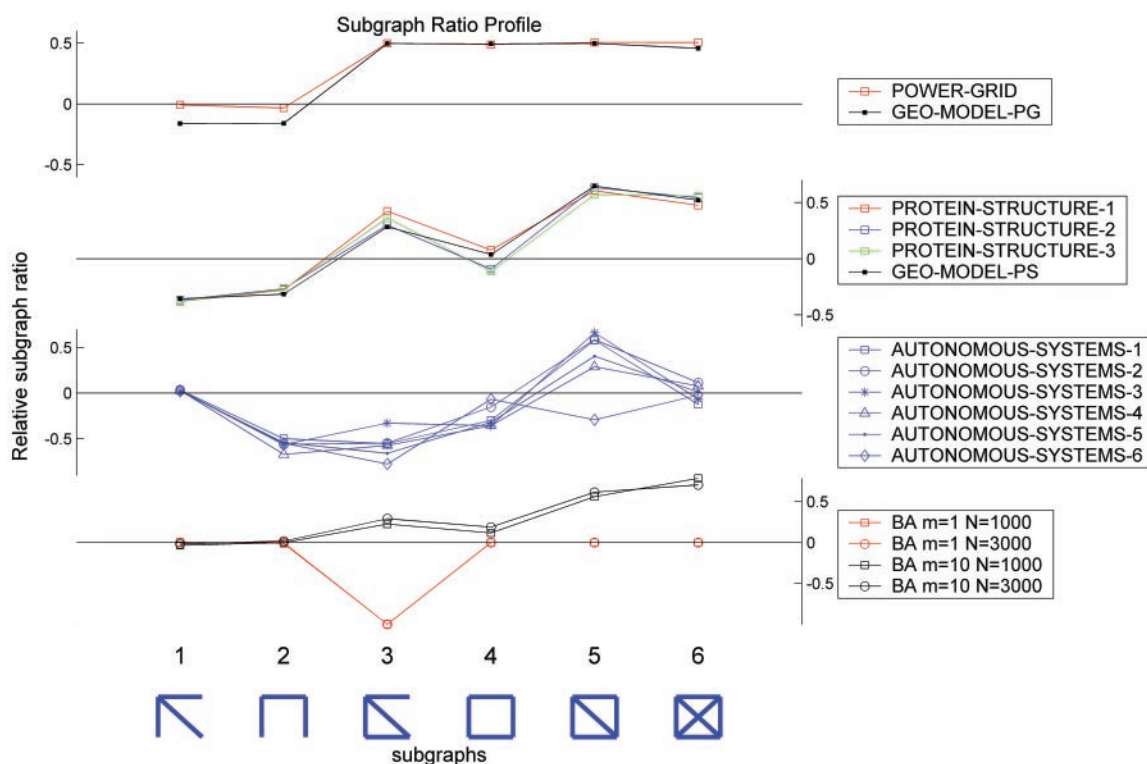 Subgraph Ratio Profile
Relative subgraph ratio
0.5
0
-0.5
POWER-GRID
GEO-MODEL-PG
0.5
0
-0.5
PROTEIN-STRUCTURE-1
PROTEIN-STRUCTURE-2
PROTEIN-STRUCTURE-3
GEO-MODEL-PS
0.5
0
-0.5
AUTONOMOUS-SYSTEMS-1
AUTONOMOUS-SYSTEMS-2
AUTONOMOUS-SYSTEMS-3
AUTONOMOUS-SYSTEMS-4
AUTONOMOUS-SYSTEMS-5
AUTONOMOUS-SYSTEMS-6
0.5
0
-0.5
BA m=1 N=1000
BA m=1 N=3000
BA m=10 N=1000
BA m=10 N=3000
1 2 3 4 5 6
subgraphs